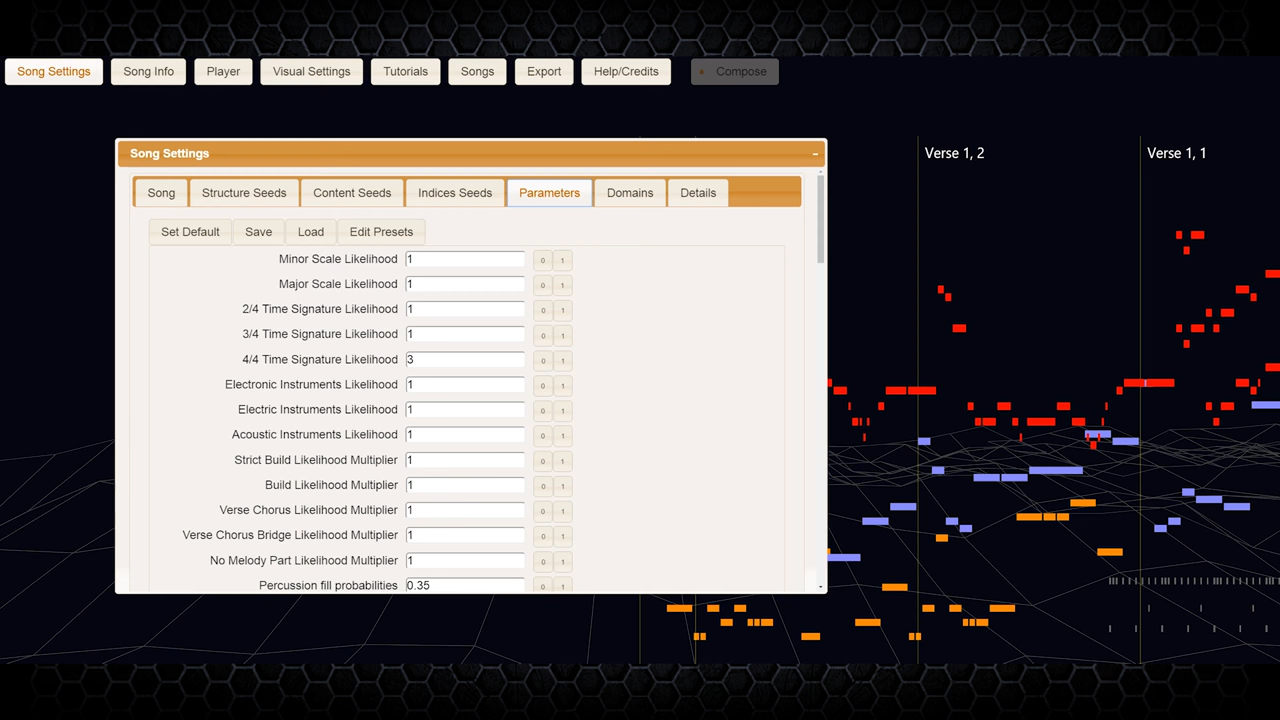 Song Settings Song Info Player Visual Settings Tutorials Songs Export Help/Credits Compose
Song Settings
Verse 1, 2
Verse 1, 1
Song Structure Seeds Content Seeds Indices Seeds Parameters Domains Details
Set Default Save Load Edit Presets
Minor Scale Likelihood 1 0 1
Major Scale Likelihood 1 0 1
2/4 Time Signature Likelihood 1 0 1
3/4 Time Signature Likelihood 1 0 1
4/4 Time Signature Likelihood 3 0 1
Electronic Instruments Likelihood 1 0 1
Electric Instruments Likelihood 1 0 1
Acoustic Instruments Likelihood 1 0 1
Strict Build Likelihood Multiplier 1 0 1
Build Likelihood Multiplier 1 0 1
Verse Chorus Likelihood Multiplier 1 0 1
Verse Chorus Bridge Likelihood Multiplier 1 0 1
No Melody Part Likelihood Multiplier 1 0 1
Percussion fill probabilities 0.35 0 1